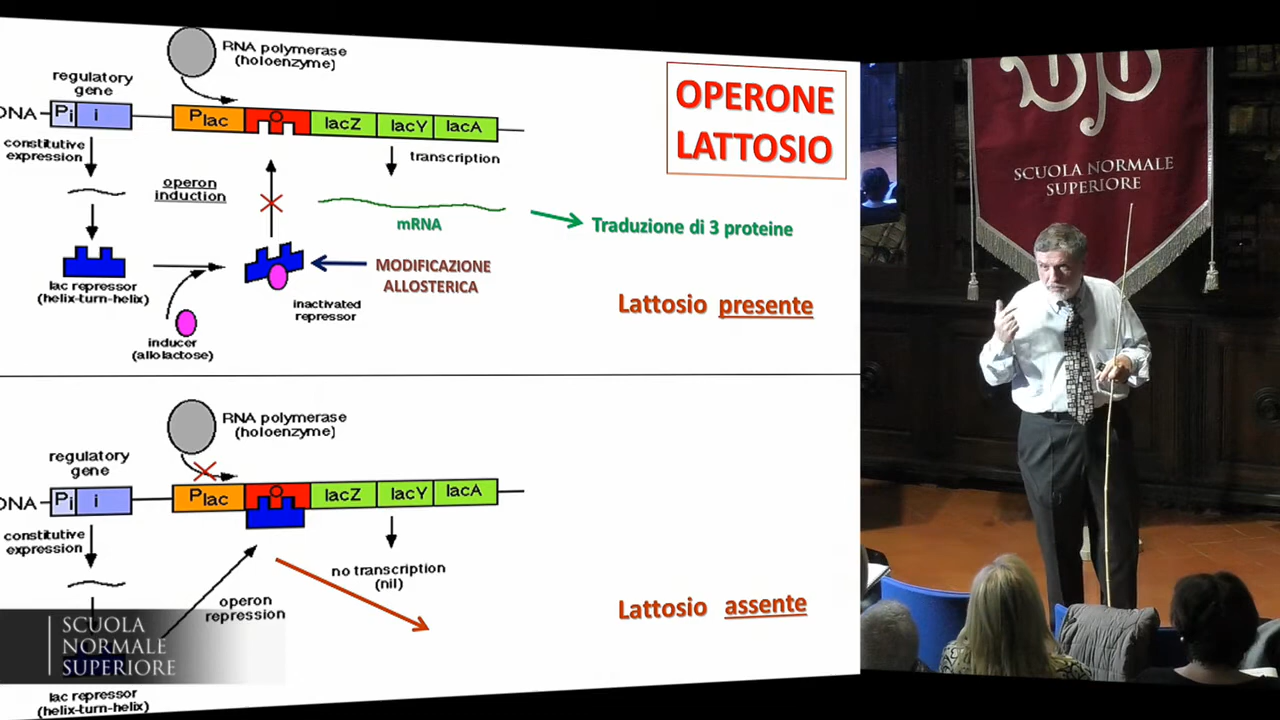 RNA polymerase
(holoenzyme)
regulatory
gene
DNA
Pi
i
Plac
O
lacZ
lacY
lacA
constitutive
expression
operon
induction
transcription
mRNA
Traduzione di 3 proteine
lac repressor
(helix-turn-helix)
MODIFICAZIONE
ALLOSTERICA
inactivated
repressor
inducer
(allolactose)
OPERONE
LATTOSIO
Lattosio presente
RNA polymerase
(holoenzyme)
regulatory
gene
DNA
Pi
i
Plac
O
lacZ
lacY
lacA
constitutive
expression
no transcription
(nil)
operon
repression
Lattosio assente
lac repressor
(helix-turn-helix)
SCUOLA
NORMALE
SUPERIORE
SCUOLA NORMALE
SUPERIORE